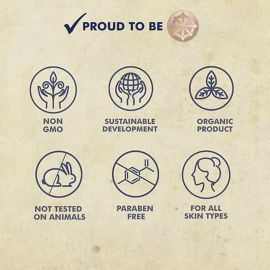 PROUD TO BE
NON
GMO
SUSTAINABLE
DEVELOPMENT
ORGANIC
PRODUCT
NOT TESTED
ON ANIMALS
PARABEN
FREE
FOR ALL
SKIN TYPES